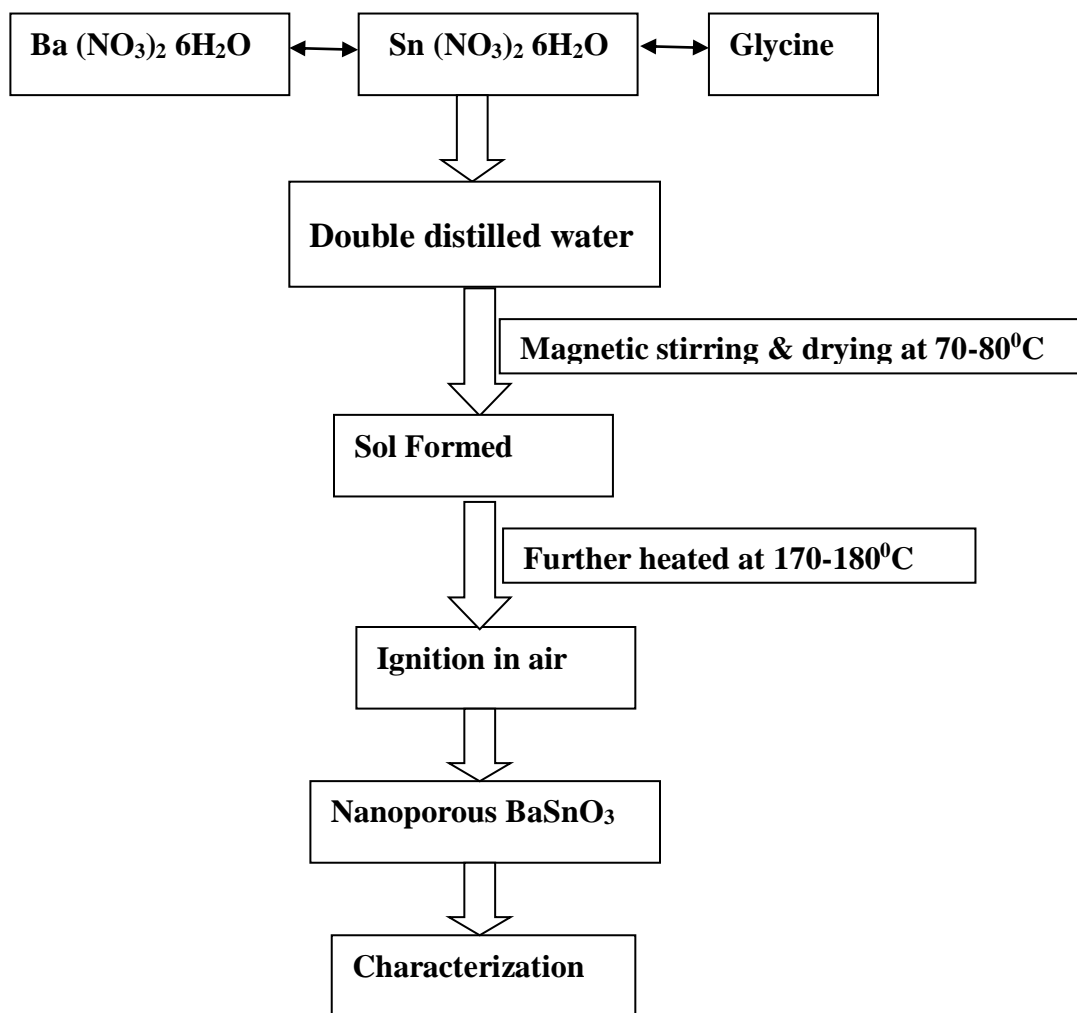 Ba (NO₃)₂ 6H₂O
Sn (NO₃)₂ 6H₂O
Glycine
Double distilled water
Magnetic stirring & drying at 70-80⁰C
Sol Formed
Further heated at 170-180⁰C
Ignition in air
Nanoporous BaSnO₃
Characterization